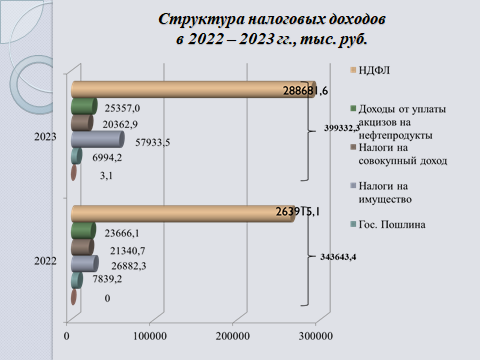 Структура налоговых доходов
в 2022 – 2023 гг., тыс. руб.
288681,6
25357,0
20362,9
57933,5
6994,2
3,1
399332,3
2023
263915,1
23666,1
21340,7
26882,3
7839,2
0
343643,4
2022
0
100000
200000
300000
НДФЛ
Доходы от уплаты
акцизов на
нефтепродукты
Налоги на
совокупный доход
Налоги на
имущество
Гос. Пошлина